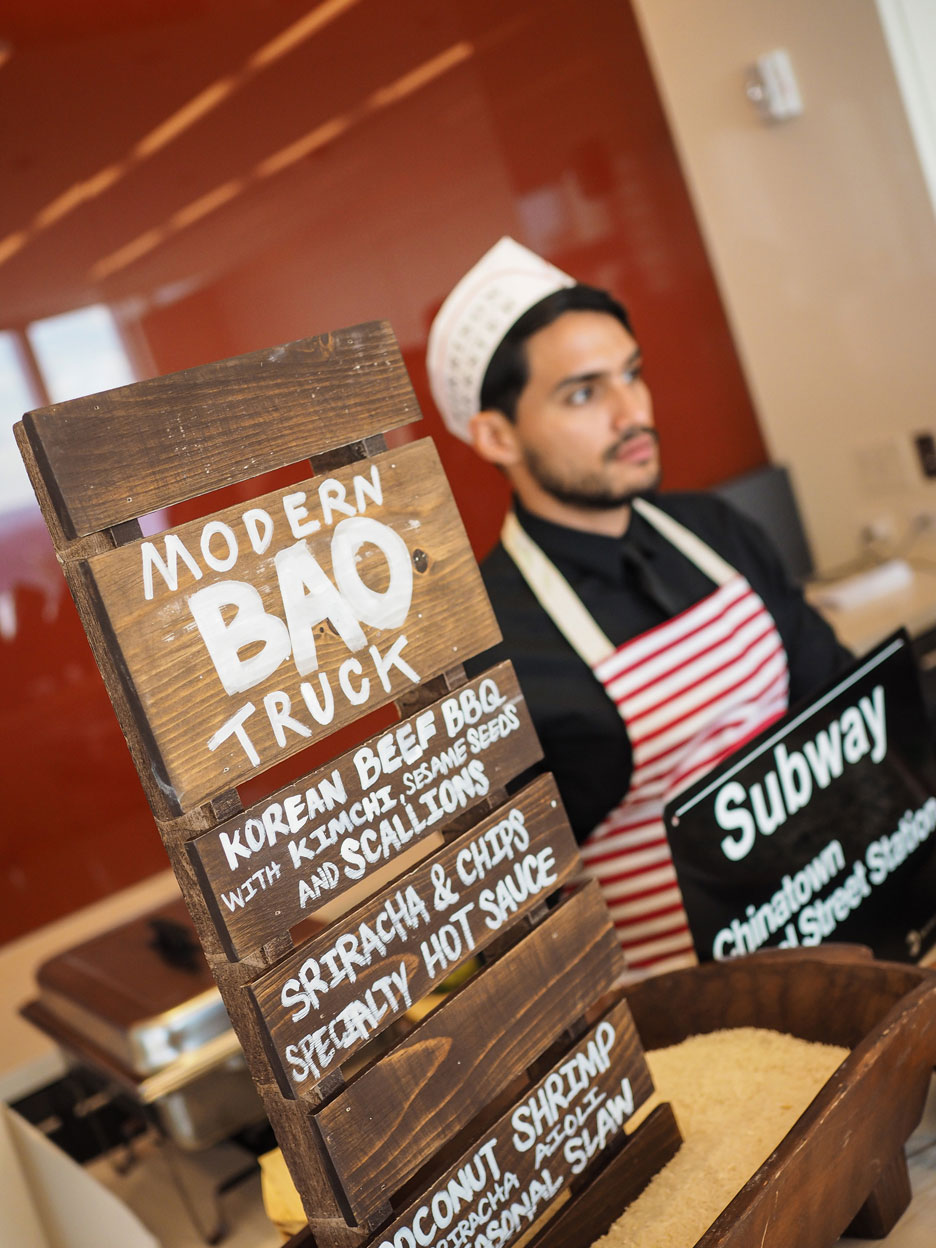 MODERN
BAO
TRUCK
KOREAN BEEF BBQ
WITH KIMCHI, SESAME SEEDS
AND SCALLIONS
SRIRACHA & CHIPS
SPECIALTY HOT SAUCE
COCONUT SHRIMP
SRIRACHA AIOLI
SEASONAL SLAW
Subway
Chinatown
Street Station